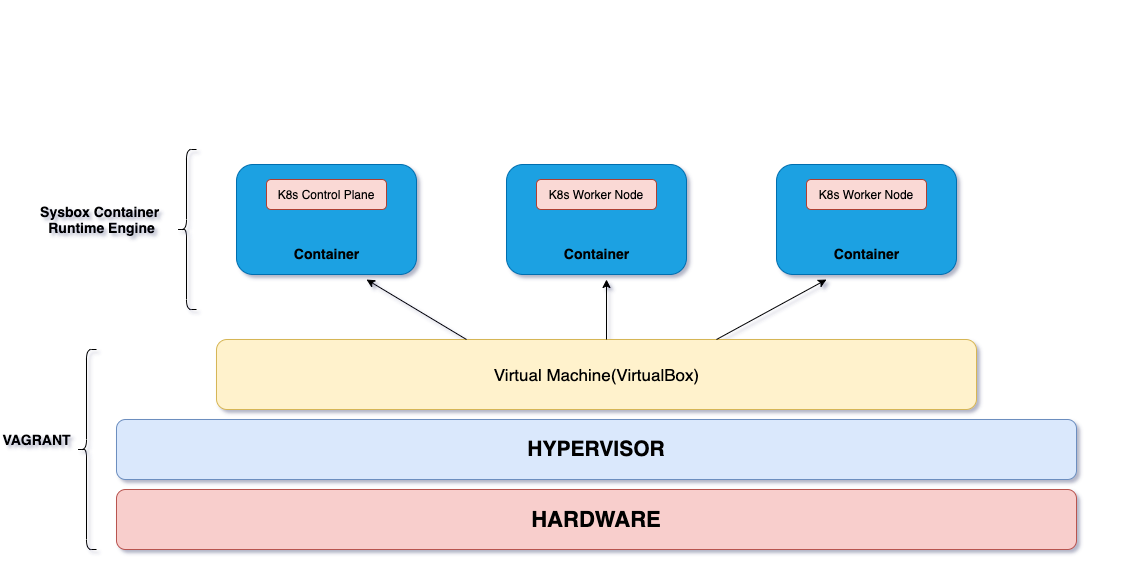 K8s Control Plane
K8s Worker Node
K8s Worker Node
Sysbox Container
Runtime Engine
Container
Container
Container
Virtual Machine(VirtualBox)
VAGRANT
HYPERVISOR
HARDWARE